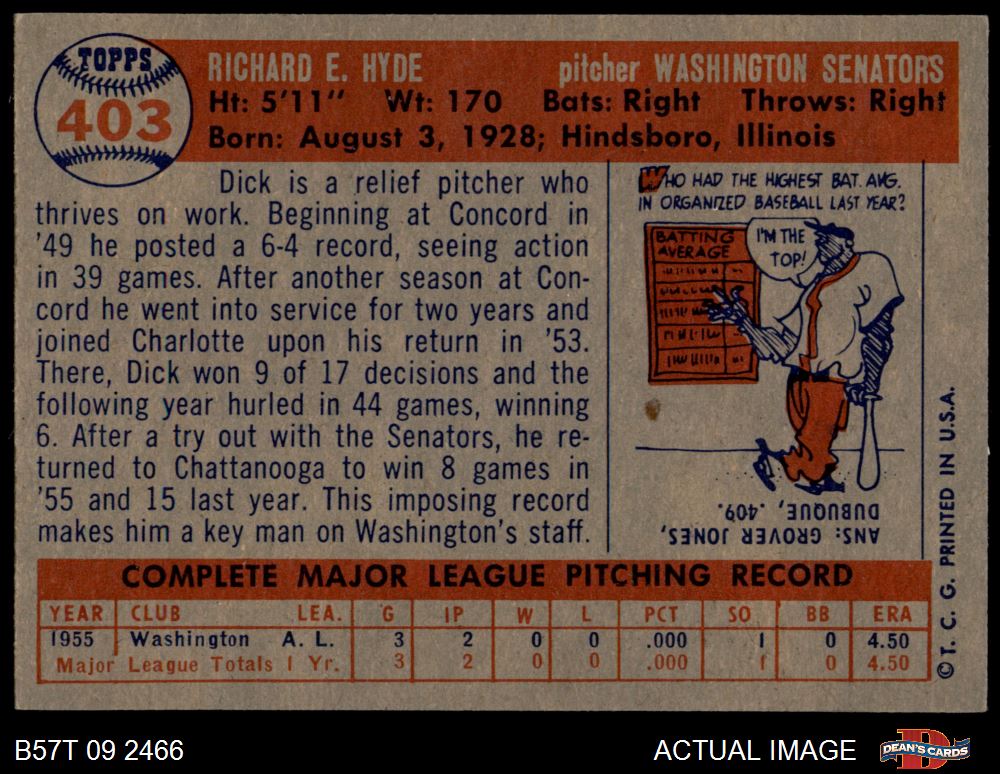 TOPPS
403
RICHARD E. HYDE pitcher WASHINGTON SENATORS
Ht: 5'11" Wt: 170 Bats: Right Throws: Right
Born: August 3, 1928; Hindsboro, Illinois
Dick is a relief pitcher who
thrives on work. Beginning at Concord in
'49 he posted a 6-4 record, seeing action
in 39 games. After another season at Con-
cord he went into service for two years and
joined Charlotte upon his return in '53.
There, Dick won 9 of 17 decisions and the
following year hurled in 44 games, winning
6. After a try out with the Senators, he re-
turned to Chattanooga to win 8 games in
'55 and 15 last year. This imposing record
makes him a key man on Washington's staff.
WHO HAD THE HIGHEST BAT. AVG.
IN ORGANIZED BASEBALL LAST YEAR?
BATTING
AVERAGE
I'M THE
TOP!
ANS: GROVER JONES,
DUBUQUE, .409.
© T. C. G. PRINTED IN U.S.A.
COMPLETE MAJOR LEAGUE PITCHING RECORD
YEAR CLUB LEA. G IP W L PCT SO BB ERA
1955 Washington A. L. 3 2 0 0 .000 1 0 4.50
Major League Totals 1 Yr. 3 2 0 0 .000 1 0 4.50
B57T 09 2466
ACTUAL IMAGE
DEAN'S CARDS